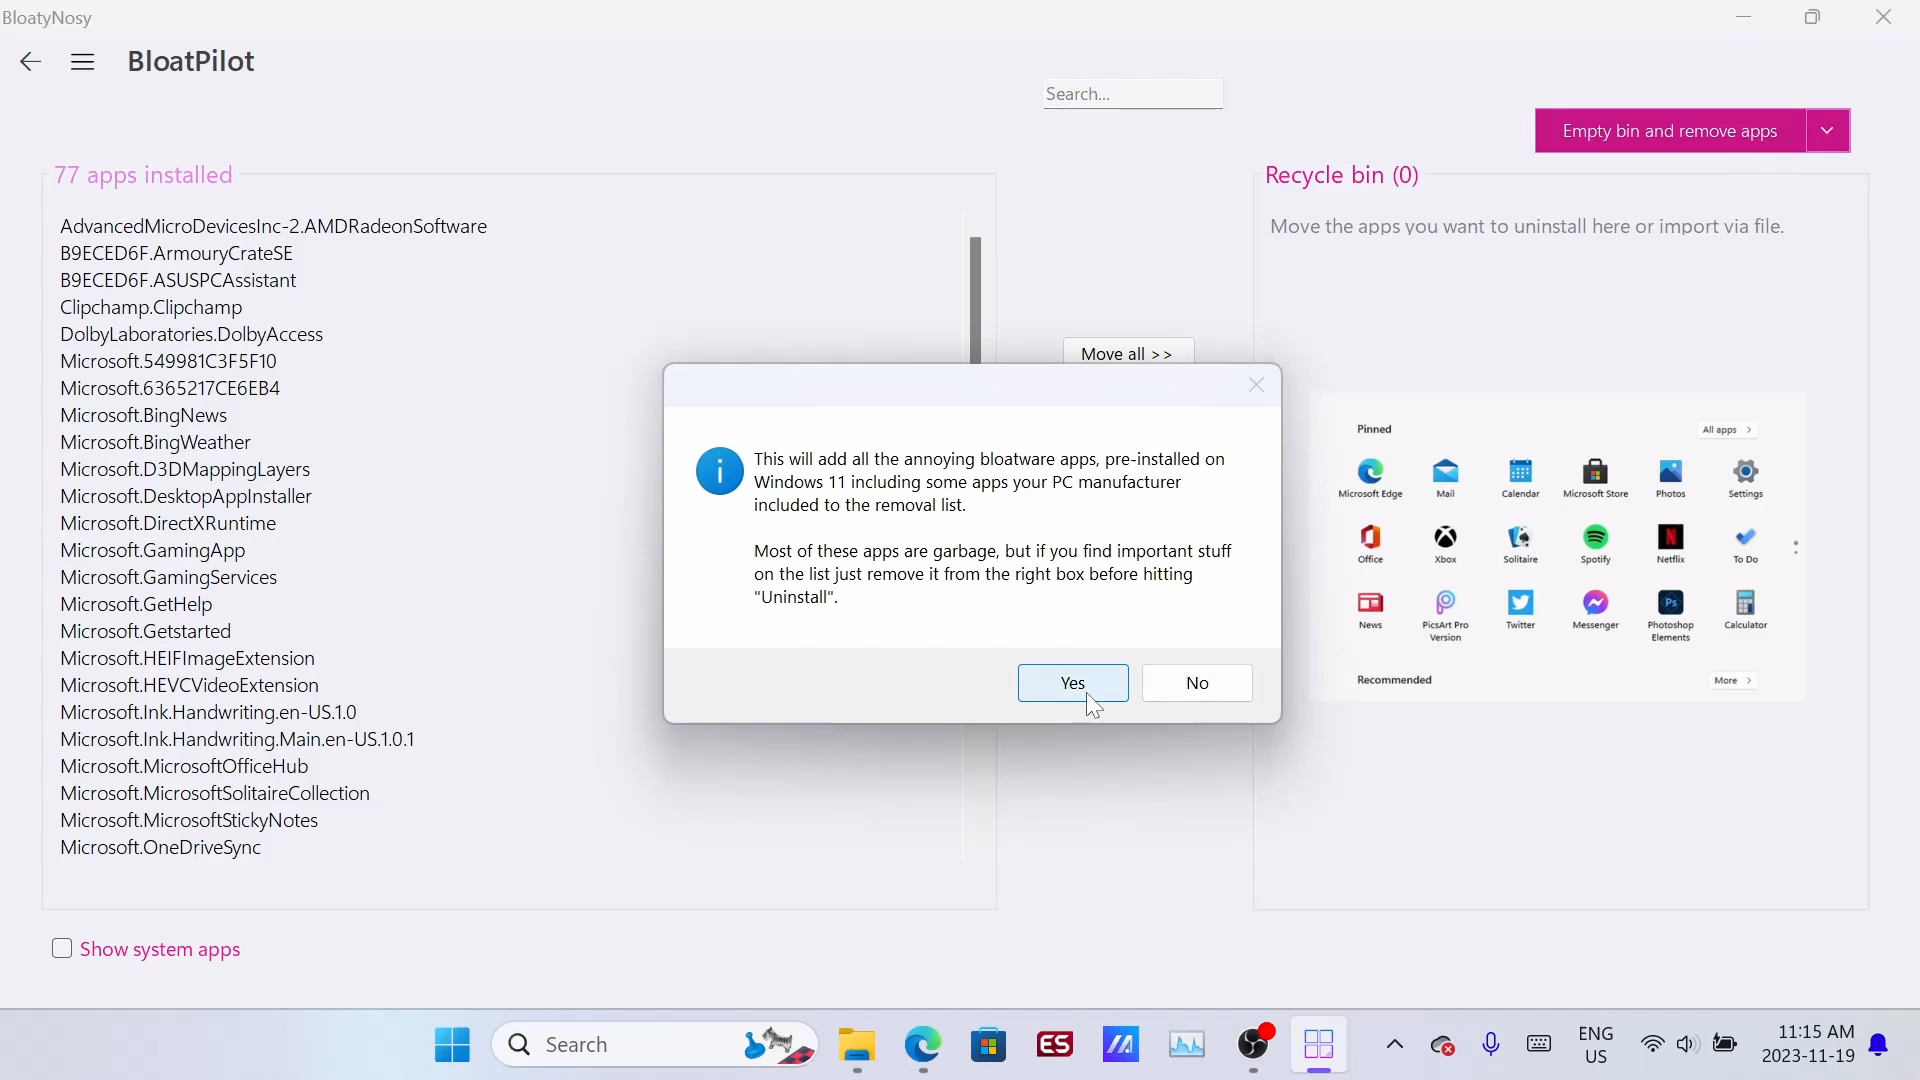 BloatyNosy
BloatPilot
Search...
Empty bin and remove apps
77 apps installed
AdvancedMicroDevicesInc-2.AMDRadeonSoftware
B9ECED6F.ArmouryCrateSE
B9ECED6F.ASUSPCAssistant
Clipchamp.Clipchamp
DolbyLaboratories.DolbyAccess
Microsoft.549981C3F5F10
Microsoft.6365217CE6EB4
Microsoft.BingNews
Microsoft.BingWeather
Microsoft.D3DMappingLayers
Microsoft.DesktopAppInstaller
Microsoft.DirectXRuntime
Microsoft.GamingApp
Microsoft.GamingServices
Microsoft.GetHelp
Microsoft.Getstarted
Microsoft.HEIFImageExtension
Microsoft.HEVCVideoExtension
Microsoft.Ink.Handwriting.en-US.1.0
Microsoft.Ink.Handwriting.Main.en-US.1.0.1
Microsoft.MicrosoftOfficeHub
Microsoft.MicrosoftSolitaireCollection
Microsoft.MicrosoftStickyNotes
Microsoft.OneDriveSync
Show system apps
Move all >>
This will add all the annoying bloatware apps, pre-installed on
Windows 11 including some apps your PC manufacturer
included to the removal list.
Most of these apps are garbage, but if you find important stuff
on the list just remove it from the right box before hitting
"Uninstall".
Yes
No
Recycle bin (0)
Move the apps you want to uninstall here or import via file.
Pinned
All apps >
Microsoft Edge
Mail
Calendar
Microsoft Store
Photos
Settings
Office
Xbox
Solitaire
Spotify
Netflix
To Do
News
PicsArt Pro
Version
Twitter
Messenger
Photoshop
Elements
Calculator
Recommended
More >
Search
ES
ENG
US
11:15 AM
2023-11-19